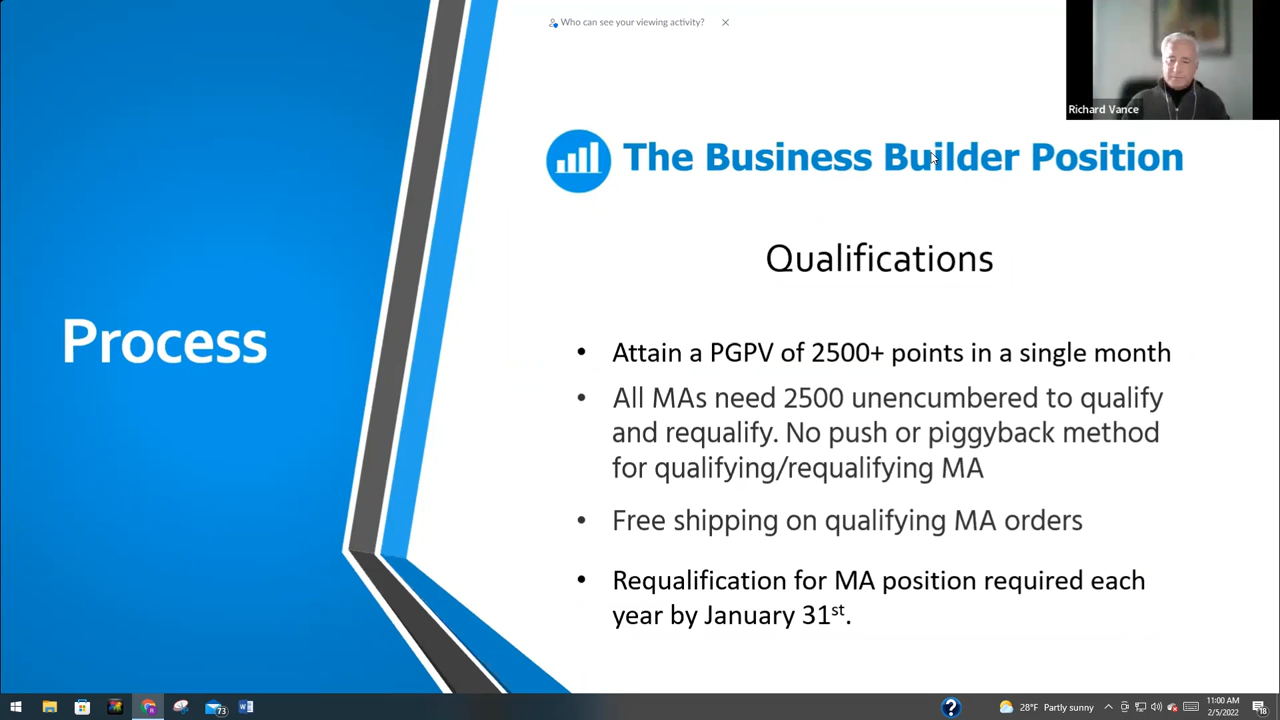 Who can see your viewing activity?
Richard Vance
The Business Builder Position
Qualifications
Process
• Attain a PGPV of 2500+ points in a single month
• All MAs need 2500 unencumbered to qualify
and requalify. No push or piggyback method
for qualifying/requalifying MA
• Free shipping on qualifying MA orders
• Requalification for MA position required each
year by January 31st.
73
28°F Partly sunny
11:00 AM
2/5/2022
18